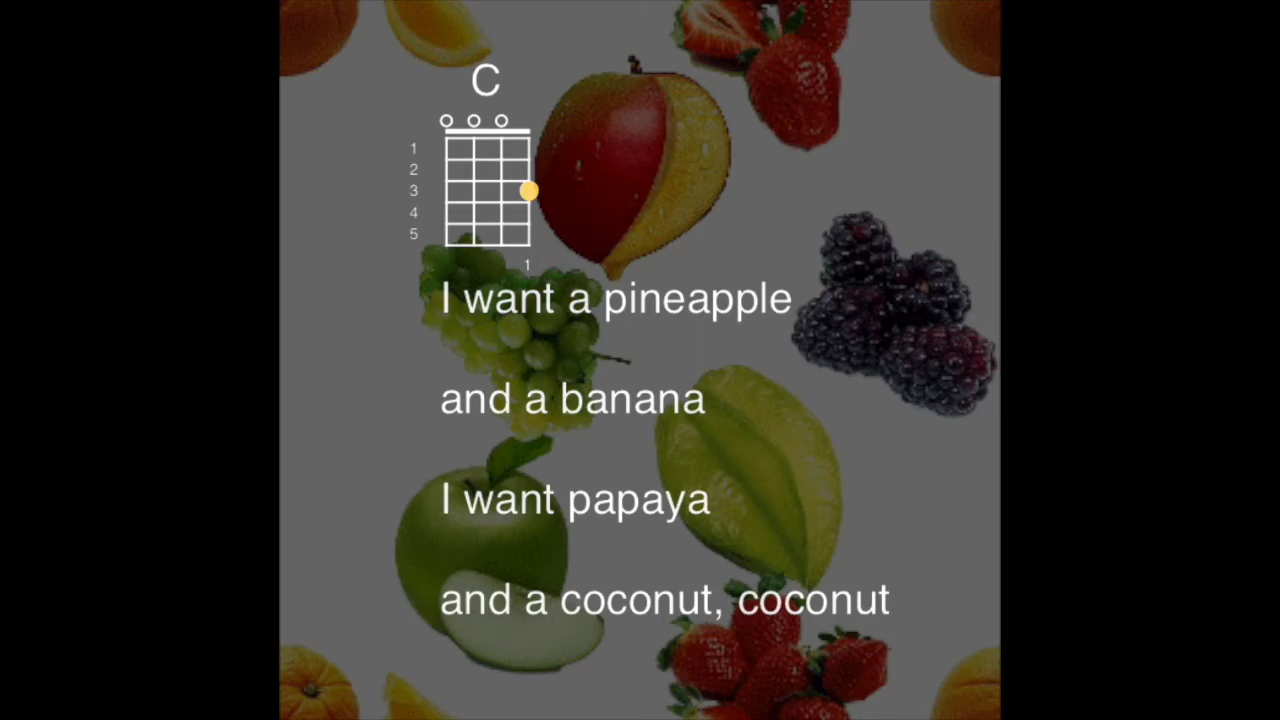 C
1
2
3
4
5
1
I want a pineapple
and a banana
I want papaya
and a coconut, coconut